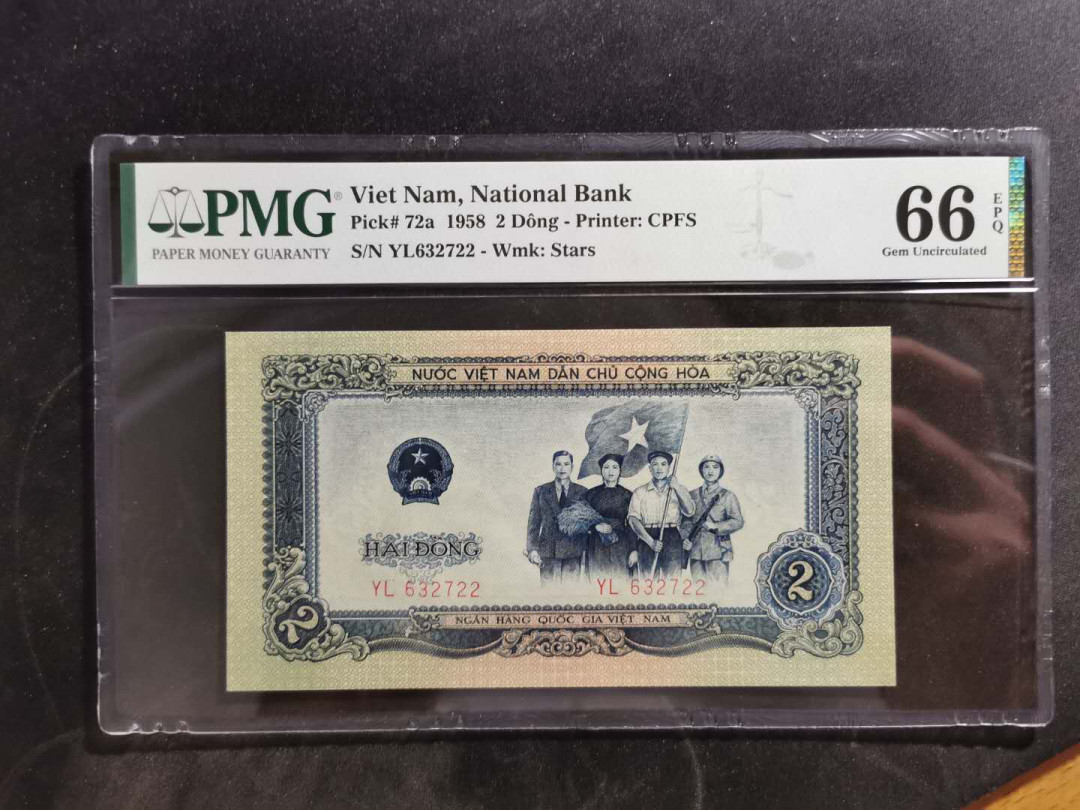 PMG®
PAPER MONEY GUARANTY
Viet Nam, National Bank
Pick# 72a 1958 2 Dông - Printer: CPFS
S/N YL632722 - Wmk: Stars
66
EPQ
Gem Uncirculated
NƯỚC VIỆT NAM DÂN CHỦ CỘNG HÒA
HAI ĐỒNG
YL 632722
YL 632722
2
2
NGÂN HÀNG QUỐC GIA VIỆT NAM